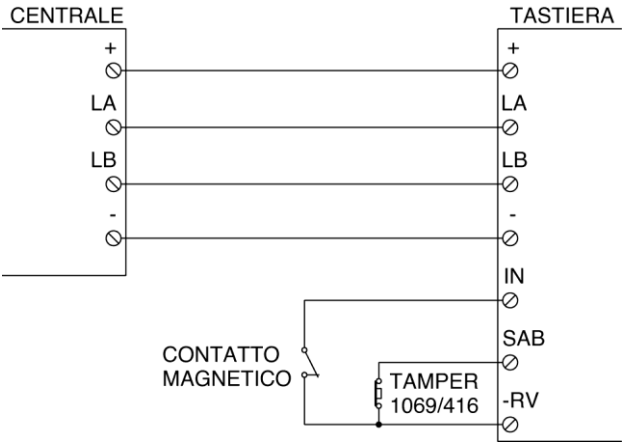 CENTRALE
TASTIERA
+
+
LA
LA
LB
LB
-
-
IN
SAB
CONTATTO
MAGNETICO
TAMPER
1069/416
-RV